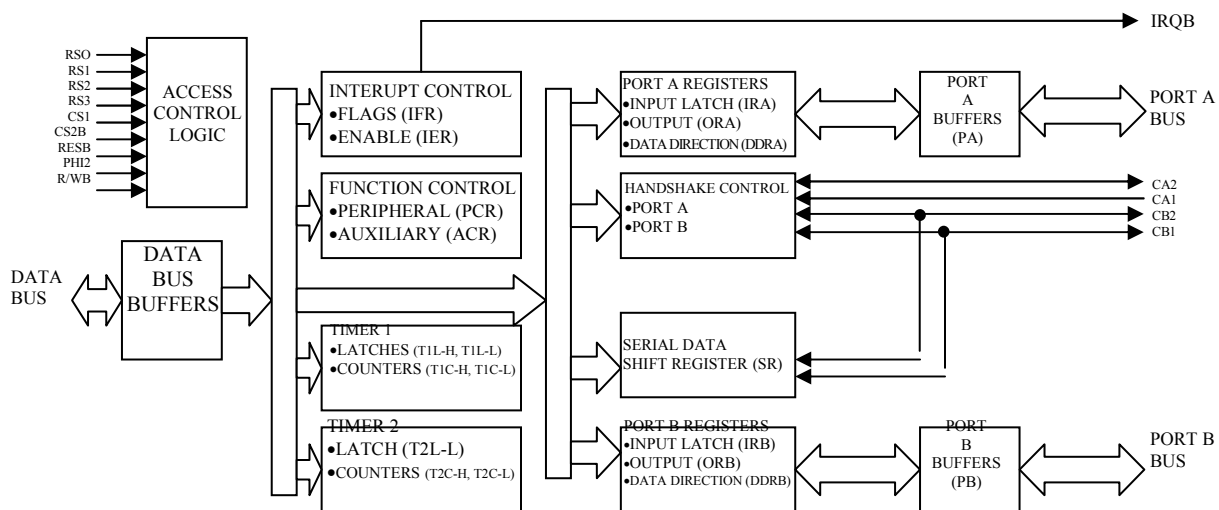 IRQB
RSO
RS1
RS2
RS3
CS1
CS2B
RESB
PHI2
R/WB
ACCESS
CONTROL
LOGIC
INTERUPT CONTROL
•FLAGS (IFR)
•ENABLE (IER)
PORT A REGISTERS
•INPUT LATCH (IRA)
•OUTPUT (ORA)
•DATA DIRECTION (DDRA)
PORT
A
BUFFERS
(PA)
PORT A
BUS
FUNCTION CONTROL
•PERIPHERAL (PCR)
•AUXILIARY (ACR)
HANDSHAKE CONTROL
•PORT A
•PORT B
CA2
CA1
CB2
CB1
DATA
BUS
DATA
BUS
BUFFERS
TIMER 1
•LATCHES (T1L-H, T1L-L)
•COUNTERS (T1C-H, T1C-L)
SERIAL DATA
SHIFT REGISTER (SR)
TIMER 2
•LATCH (T2L-L)
•COUNTERS (T2C-H, T2C-L)
PORT B REGISTERS
•INPUT LATCH (IRB)
•OUTPUT (ORB)
•DATA DIRECTION (DDRB)
PORT
B
BUFFERS
(PB)
PORT B
BUS